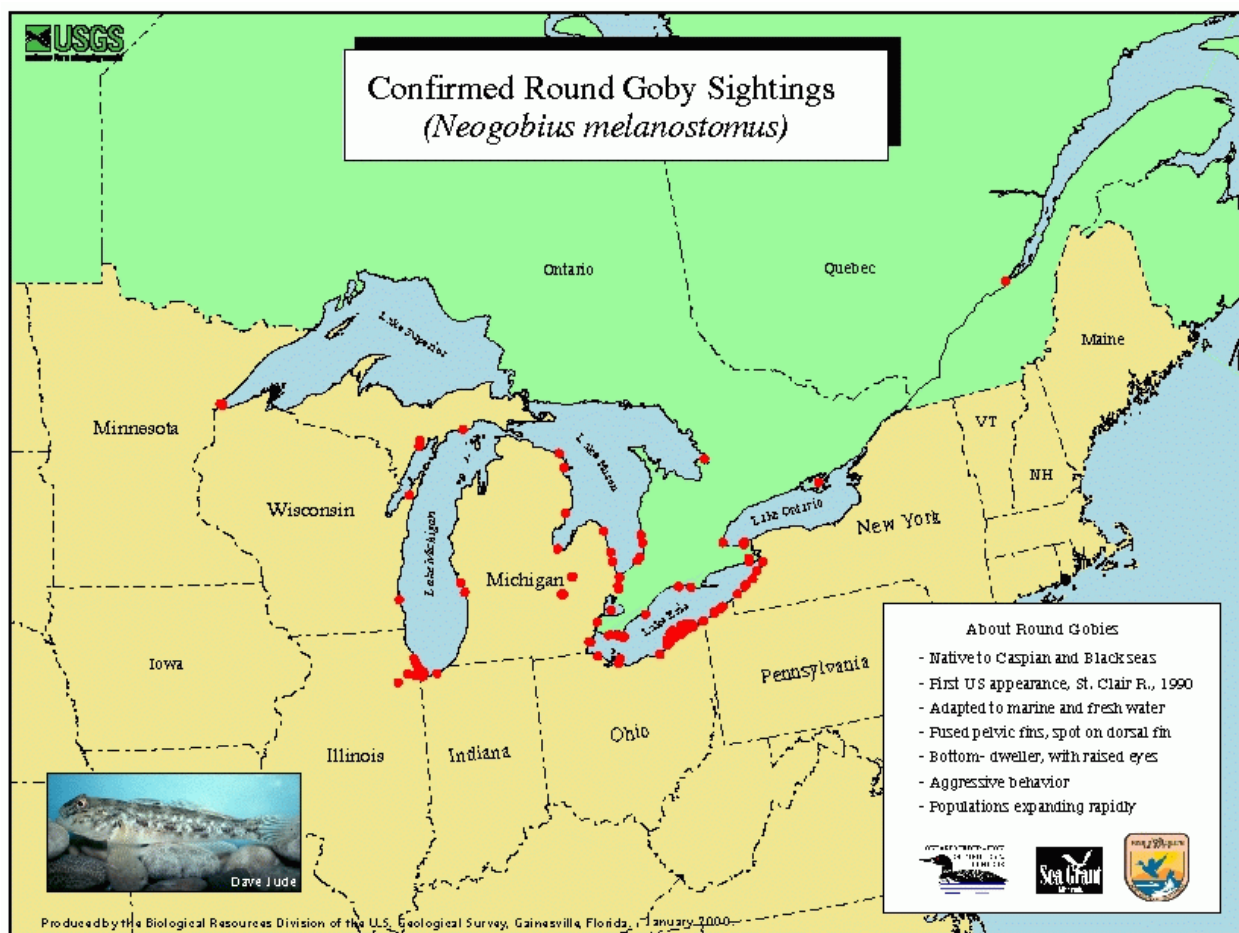 USGS
science for a changing world
Confirmed Round Goby Sightings
(Neogobius melanostomus)
Ontario
Quebec
Lake Superior
Maine
Minnesota
VT
NH
Lake Huron
Wisconsin
Lake Ontario
New York
Lake Michigan
Michigan
Lake Erie
Iowa
Pennsylvania
Illinois
Indiana
Ohio
About Round Gobies
- Native to Caspian and Black seas
- First US appearance, St. Clair R., 1990
- Adapted to marine and fresh water
- Fused pelvic fins, spot on dorsal fin
- Bottom- dweller, with raised eyes
- Aggressive behavior
- Populations expanding rapidly
Sea Grant
Dave Jude
Produced by the Biological Resources Division of the U.S. Geological Survey, Gainesville, Florida, January 2000.